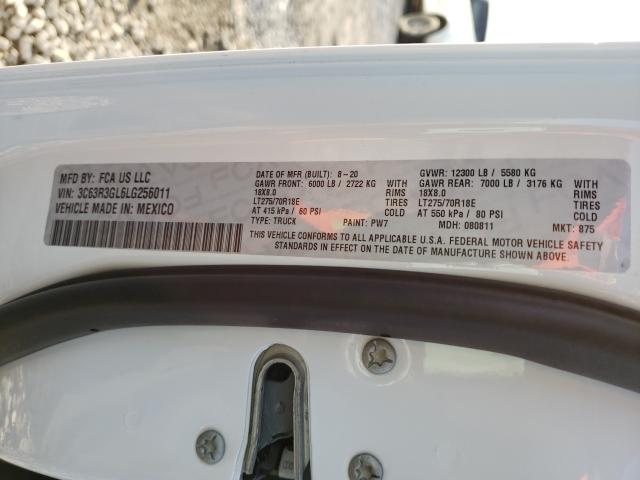 MFD BY: FCA US LLC
VIN: 3C63R3GL6LG256011
VEHICLE MADE IN: MEXICO
DATE OF MFR (BUILT): 8-20
GAWR FRONT: 6000 LB / 2722 KG
18X8.0 RIMS
LT275/70R18E TIRES
AT 415 kPa / 60 PSI COLD
TYPE: TRUCK PAINT: PW7
GVWR: 12300 LB / 5580 KG
GAWR REAR: 7000 LB / 3176 KG
18X8.0 RIMS
LT275/70R18E TIRES
AT 550 kPa / 80 PSI COLD
MDH: 080811 MKT: 875
THIS VEHICLE CONFORMS TO ALL APPLICABLE U.S.A. FEDERAL MOTOR VEHICLE SAFETY
STANDARDS IN EFFECT ON THE DATE OF MANUFACTURE SHOWN ABOVE.